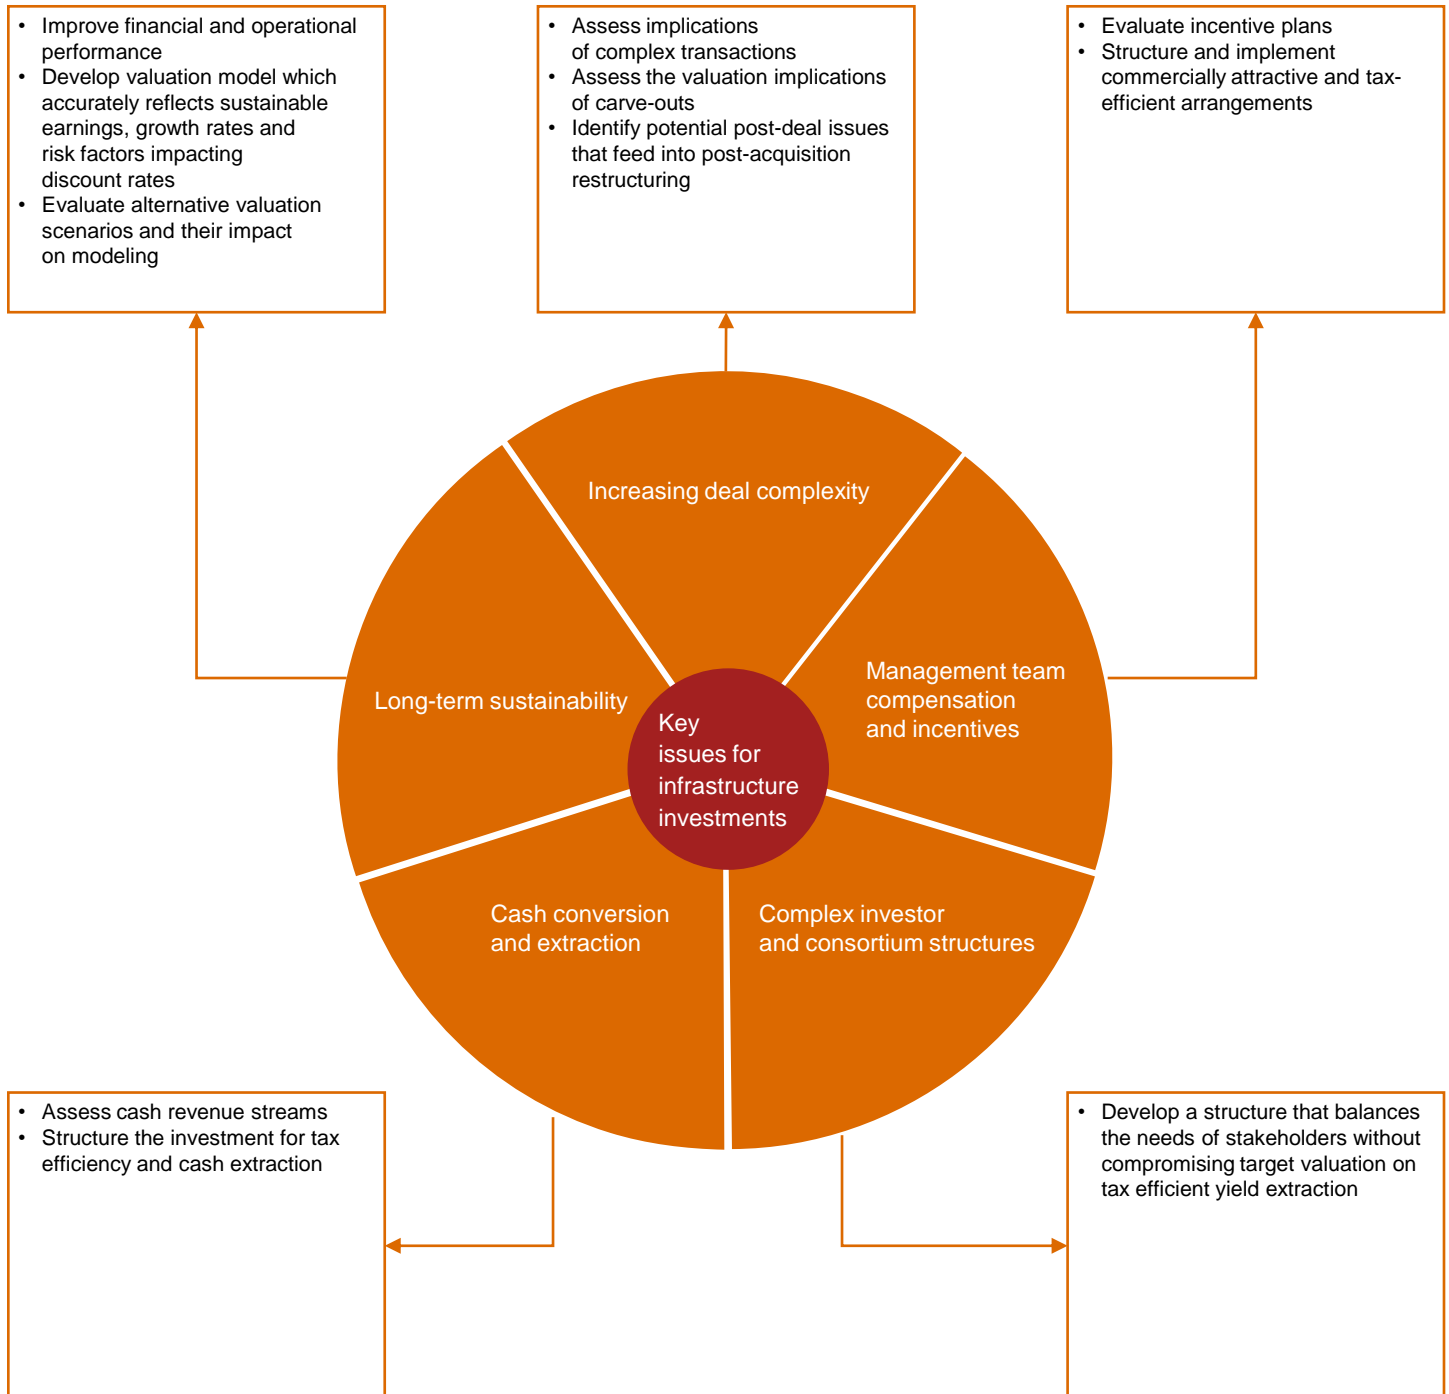 • Improve financial and operational
performance
• Develop valuation model which
accurately reflects sustainable
earnings, growth rates and
risk factors impacting
discount rates
• Evaluate alternative valuation
scenarios and their impact
on modeling
• Assess implications
of complex transactions
• Assess the valuation implications
of carve-outs
• Identify potential post-deal issues
that feed into post-acquisition
restructuring
• Evaluate incentive plans
• Structure and implement
commercially attractive and tax-
efficient arrangements
Increasing deal complexity
Long-term sustainability
Key
issues for
infrastructure
investments
Management team
compensation
and incentives
Cash conversion
and extraction
Complex investor
and consortium structures
• Assess cash revenue streams
• Structure the investment for tax
efficiency and cash extraction
• Develop a structure that balances
the needs of stakeholders without
compromising target valuation on
tax efficient yield extraction